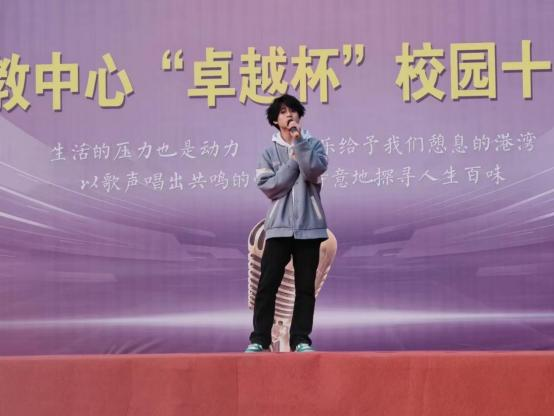 教中心“卓越杯”校园十
生活的压力也是动力 乐给予我们憩息的港湾
以歌声唱出共鸣的 意地探寻人生百味